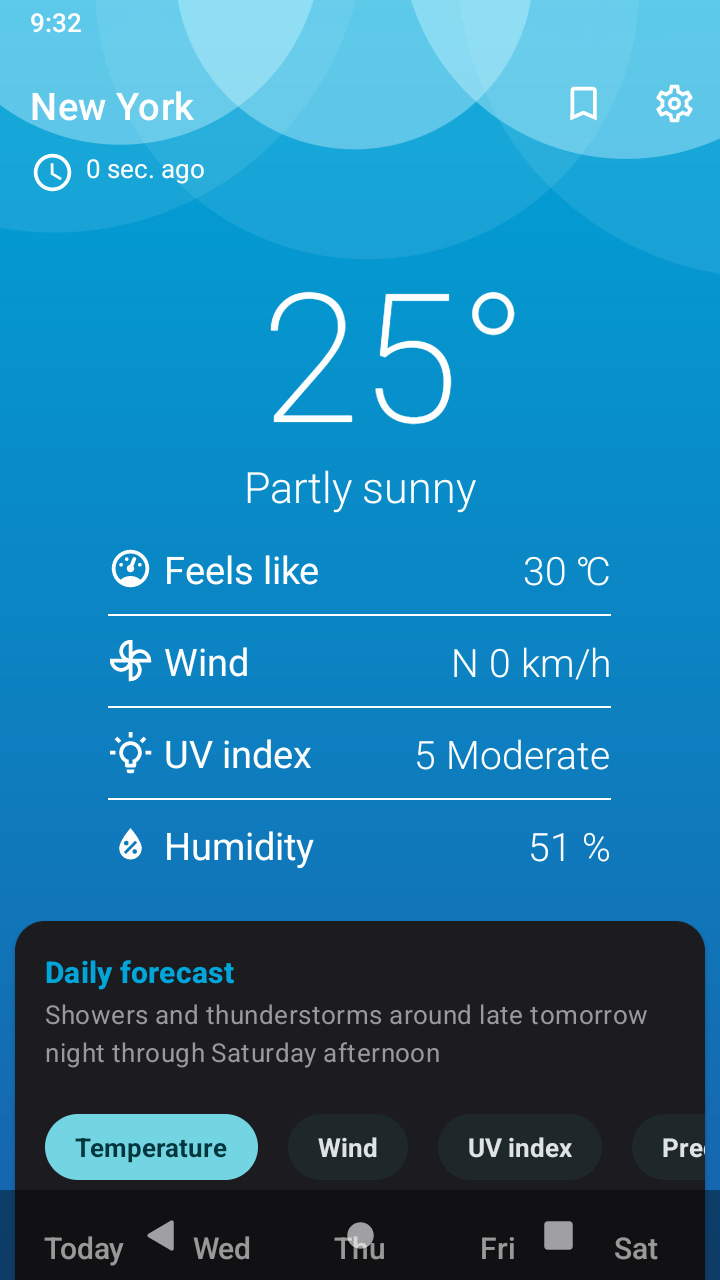 9:32
New York
0 sec. ago
25°
Partly sunny
Feels like 30 °C
Wind N 0 km/h
UV index 5 Moderate
Humidity 51 %
Daily forecast
Showers and thunderstorms around late tomorrow
night through Saturday afternoon
Temperature Wind UV index
Today Wed Thu Fri Sat